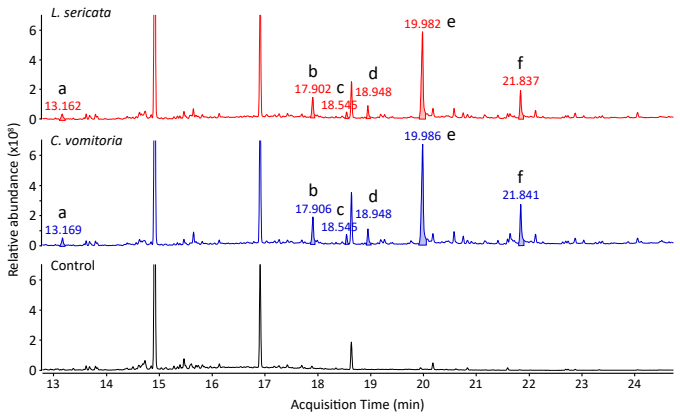 L. sericata
6
4
2
0
a
13.162
b
17.902
c
18.545
d
18.948
19.982 e
f
21.837
C. vomitoria
6
4
2
0
a
13.169
b
17.906
c
18.545
d
18.948
19.986 e
f
21.841
Control
6
4
2
0
Relative abundance (x10⁸)
13 14 15 16 17 18 19 20 21 22 23 24
Acquisition Time (min)